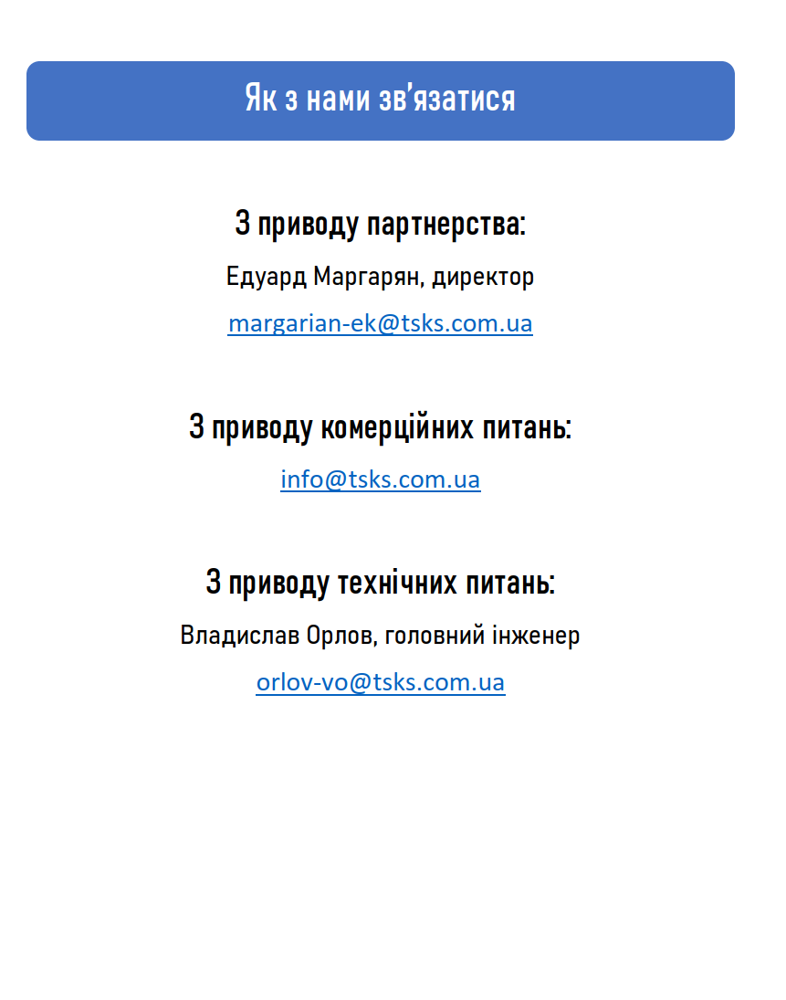 Як з нами зв’язатися
З приводу партнерства:
Едуард Маргарян, директор
margarian-ek@tsks.com.ua
З приводу комерційних питань:
info@tsks.com.ua
З приводу технічних питань:
Владислав Орлов, головний інженер
orlov-vo@tsks.com.ua